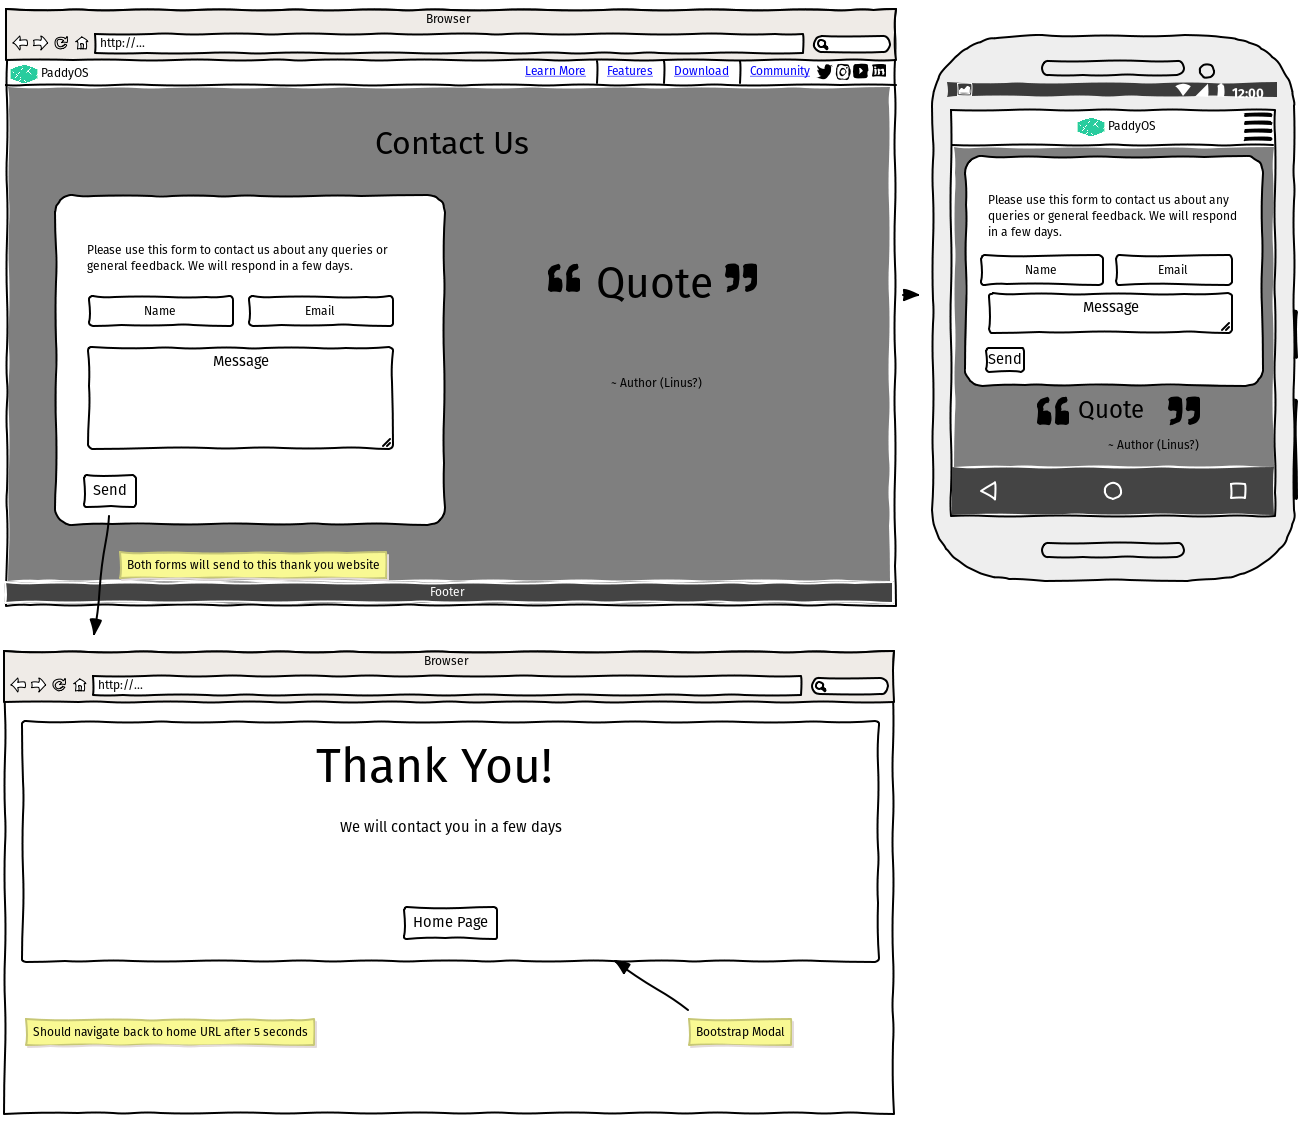 Browser
http://...
PaddyOS
Learn More
Features
Download
Community
Contact Us
Please use this form to contact us about any queries or
general feedback. We will respond in a few days.
Name
Email
Message
Send
❝ Quote ❞
~ Author (Linus?)
Both forms will send to this thank you website
Footer
12:00
PaddyOS
Please use this form to contact us about any
queries or general feedback. We will respond
in a few days.
Name
Email
Message
Send
❝ Quote ❞
~ Author (Linus?)
Browser
http://...
Thank You!
We will contact you in a few days
Home Page
Should navigate back to home URL after 5 seconds
Bootstrap Modal